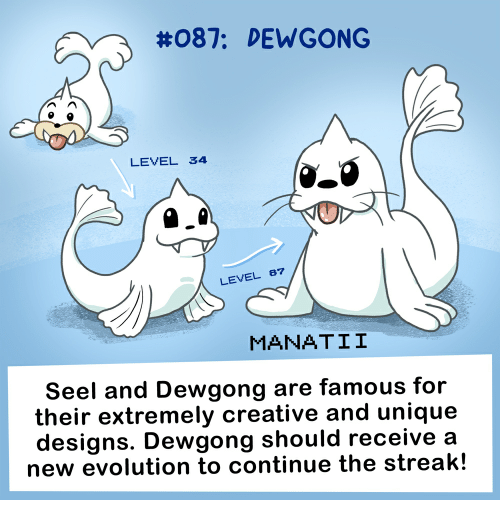 #087: DEWGONG
LEVEL 34
LEVEL 87
MANATII
Seel and Dewgong are famous for
their extremely creative and unique
designs. Dewgong should receive a
new evolution to continue the streak!